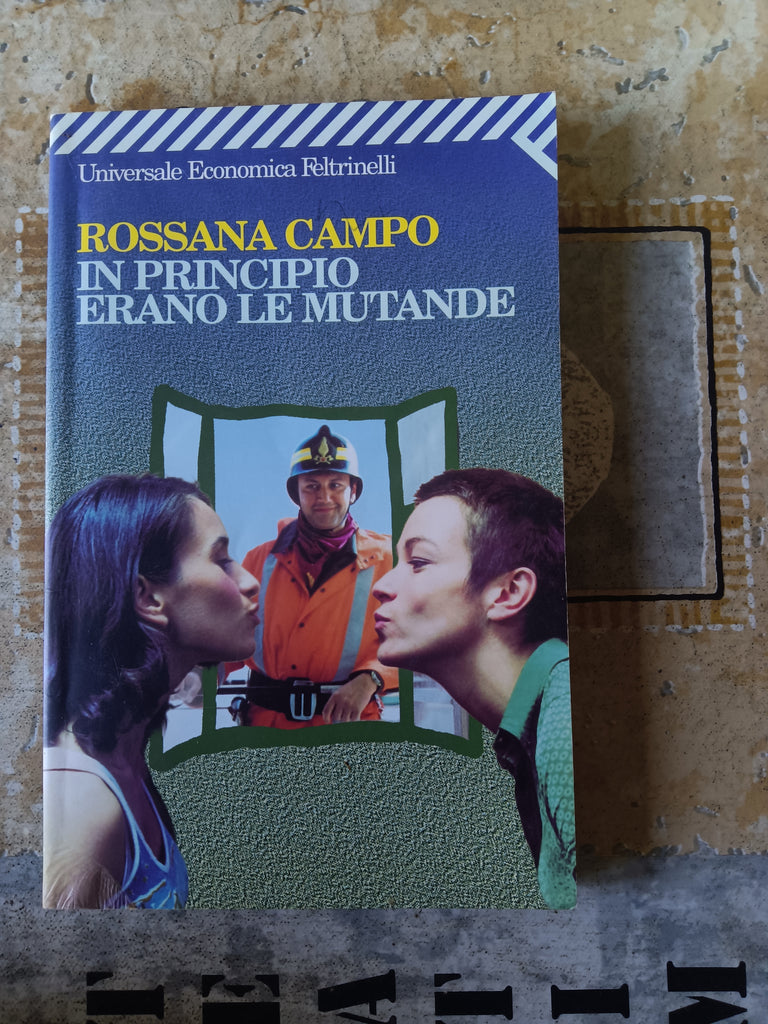 Universale Economica Feltrinelli
ROSSANA CAMPO
IN PRINCIPIO
ERANO LE MUTANDE